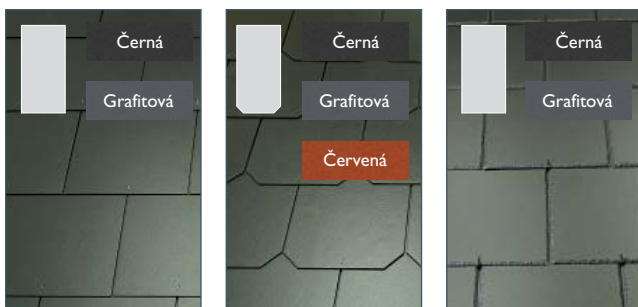 Černá
Grafitová
Černá
Grafitová
Červená
Černá
Grafitová